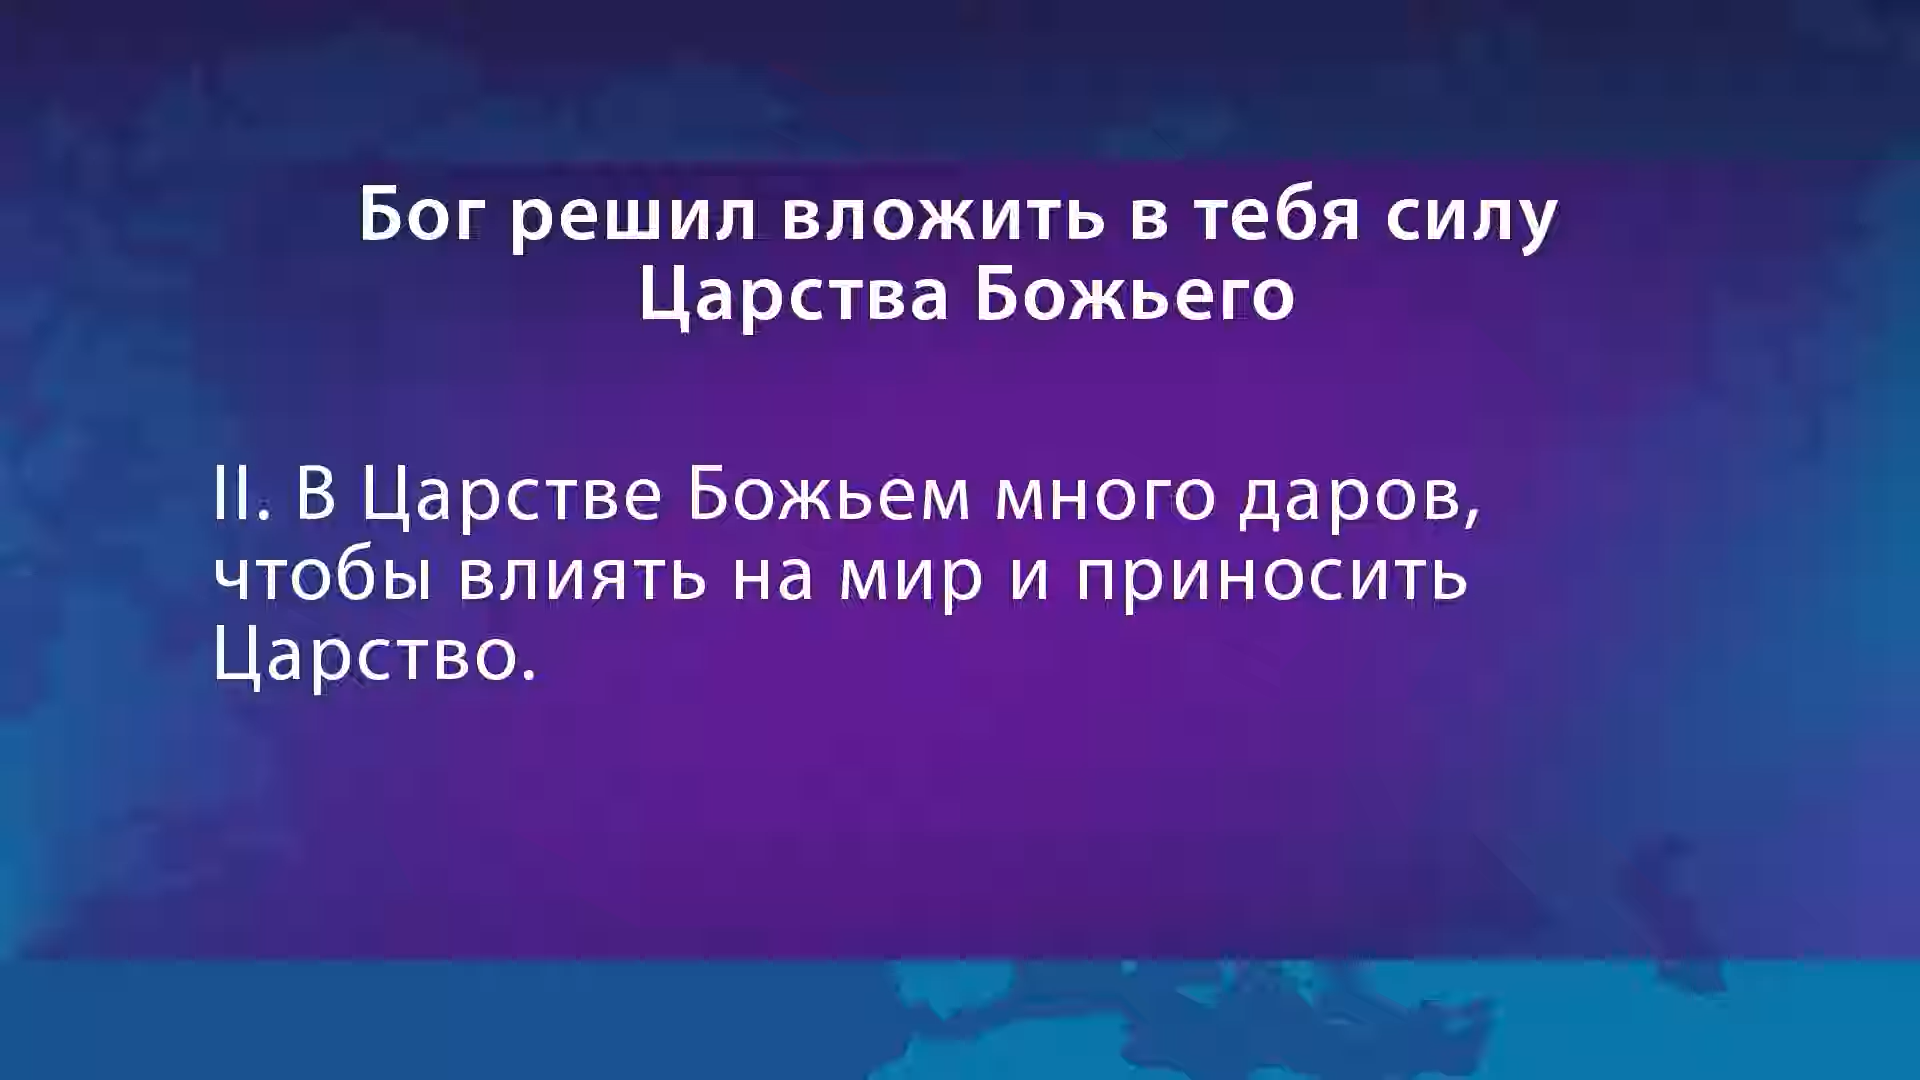 Бог решил вложить в тебя силу
Царства Божьего
II. В Царстве Божьем много даров,
чтобы влиять на мир и приносить
Царство.